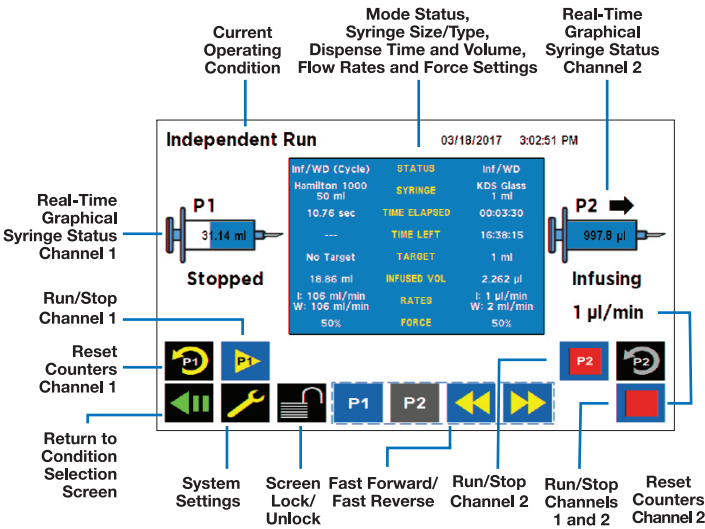 Current
Operating
Condition
Mode Status,
Syringe Size/Type,
Dispense Time and Volume,
Flow Rates and Force Settings
Real-Time
Graphical
Syringe Status
Channel 2
Independent Run
03/18/2017 3:02:51 PM
Inf/WD (Cycle) STATUS Inf/WD
Hamilton 1000
50 ml
SYRINGE
KDS Glass
1 ml
10.76 sec TIME ELAPSED 00:03:30
--- TIME LEFT 16:38:15
No Target TARGET 1 ml
18.86 ml INFUSED VOL 2.262 µl
I: 106 ml/min
W: 106 ml/min
RATES
I: 1 µl/min
W: 2 ml/min
50% FORCE 50%
Real-Time
Graphical
Syringe Status
Channel 1
P1
31.14 ml
Stopped
P2
997.8 µl
Infusing
1 µl/min
Run/Stop
Channel 1
Reset
Counters
Channel 1
P1
P1
P2
P2
P1
P2
Return to
Condition
Selection
Screen
System
Settings
Screen
Lock/
Unlock
Fast Forward/
Fast Reverse
Run/Stop
Channel 2
Run/Stop
Channels
1 and 2
Reset
Counters
Channel 2